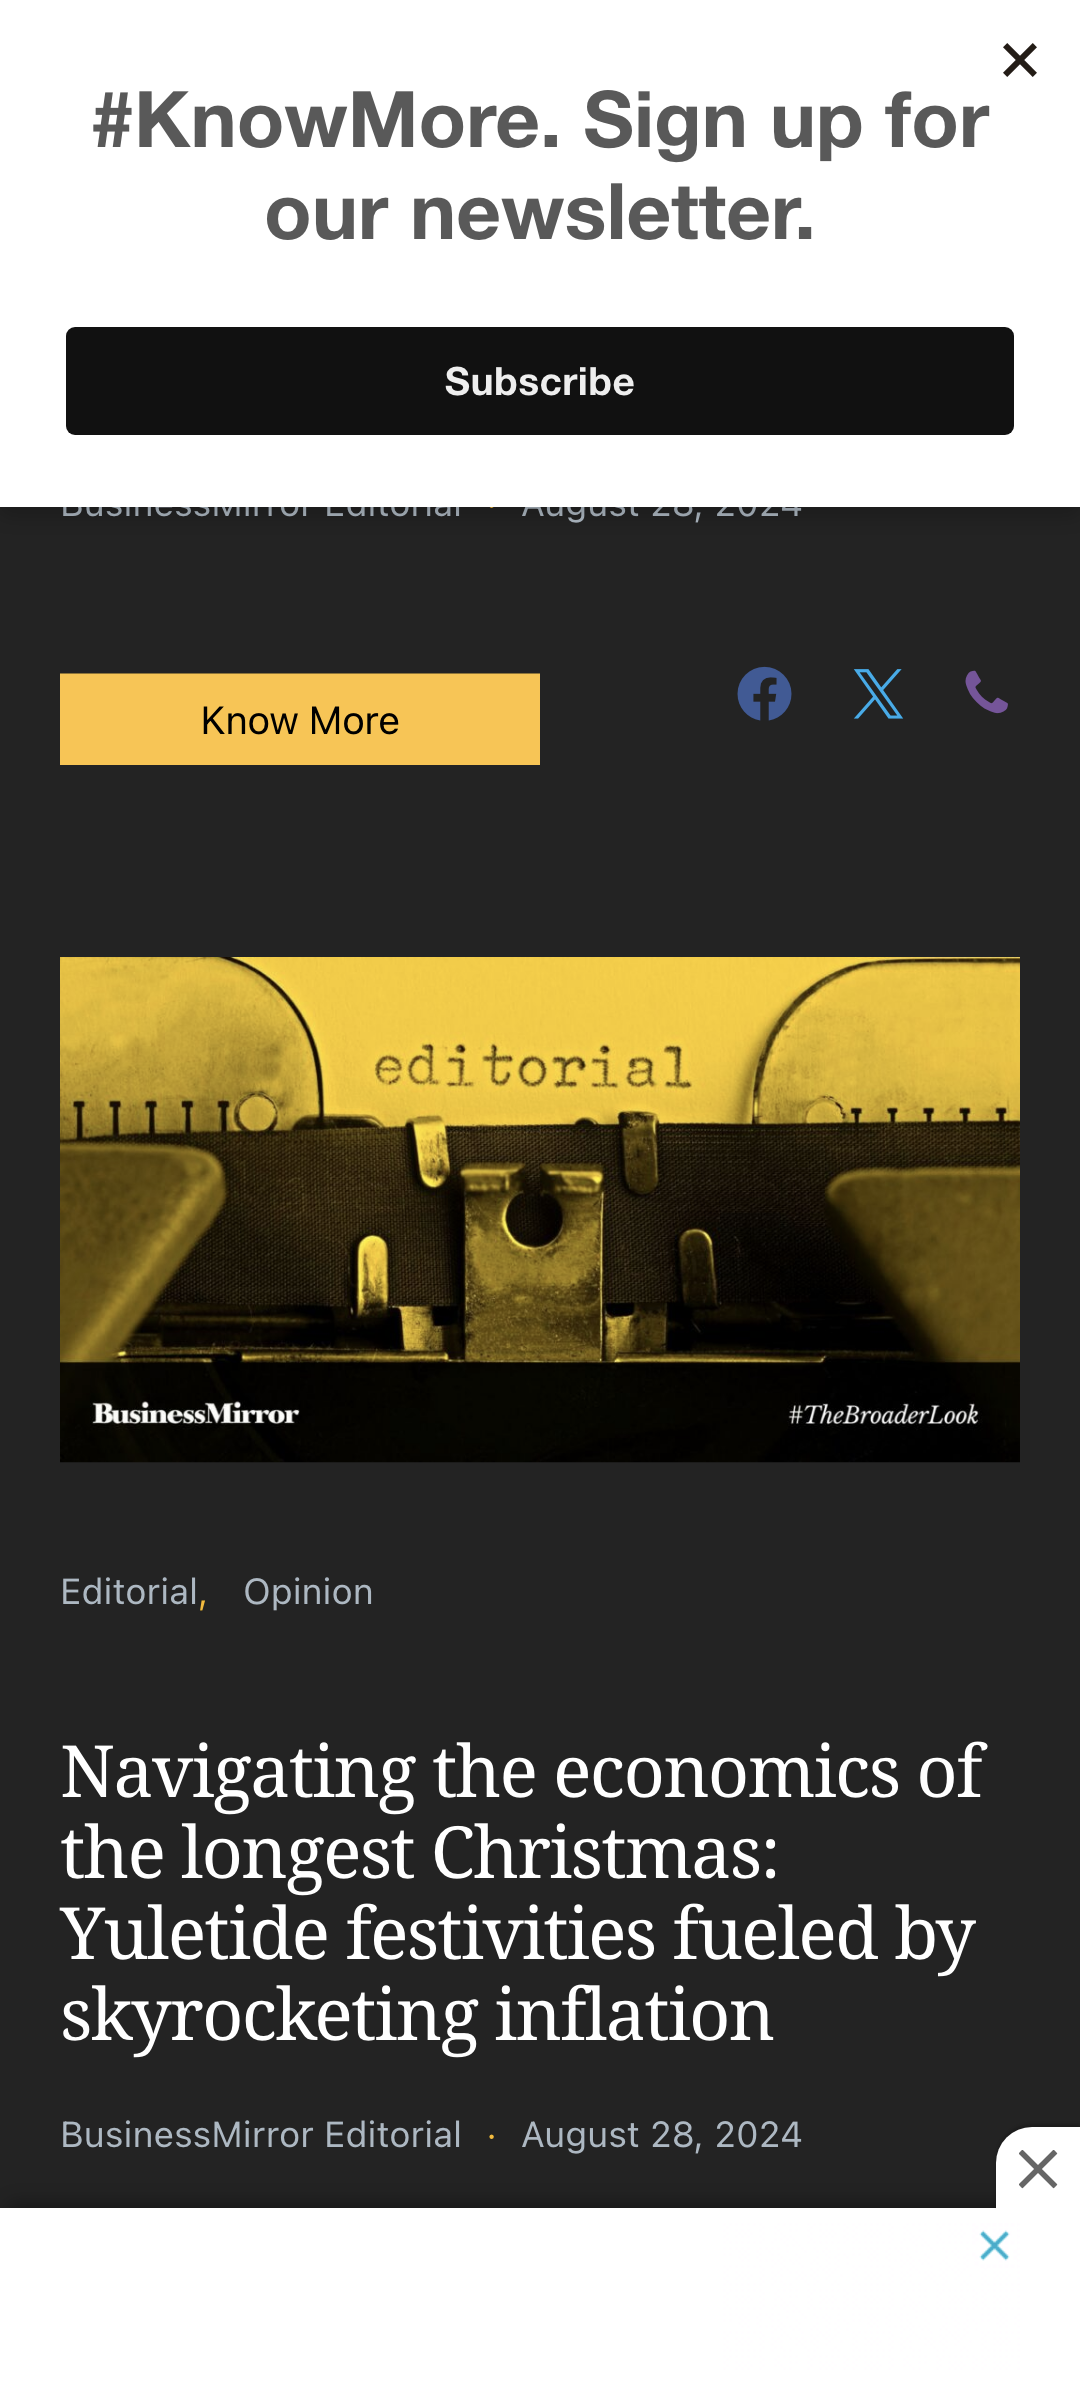 #KnowMore. Sign up for
our newsletter.
Subscribe
BusinessMirror Editorial · August 28, 2024
Know More
editorial
BusinessMirror
#TheBroaderLook
Editorial, Opinion
Navigating the economics of
the longest Christmas:
Yuletide festivities fueled by
skyrocketing inflation
BusinessMirror Editorial · August 28, 2024